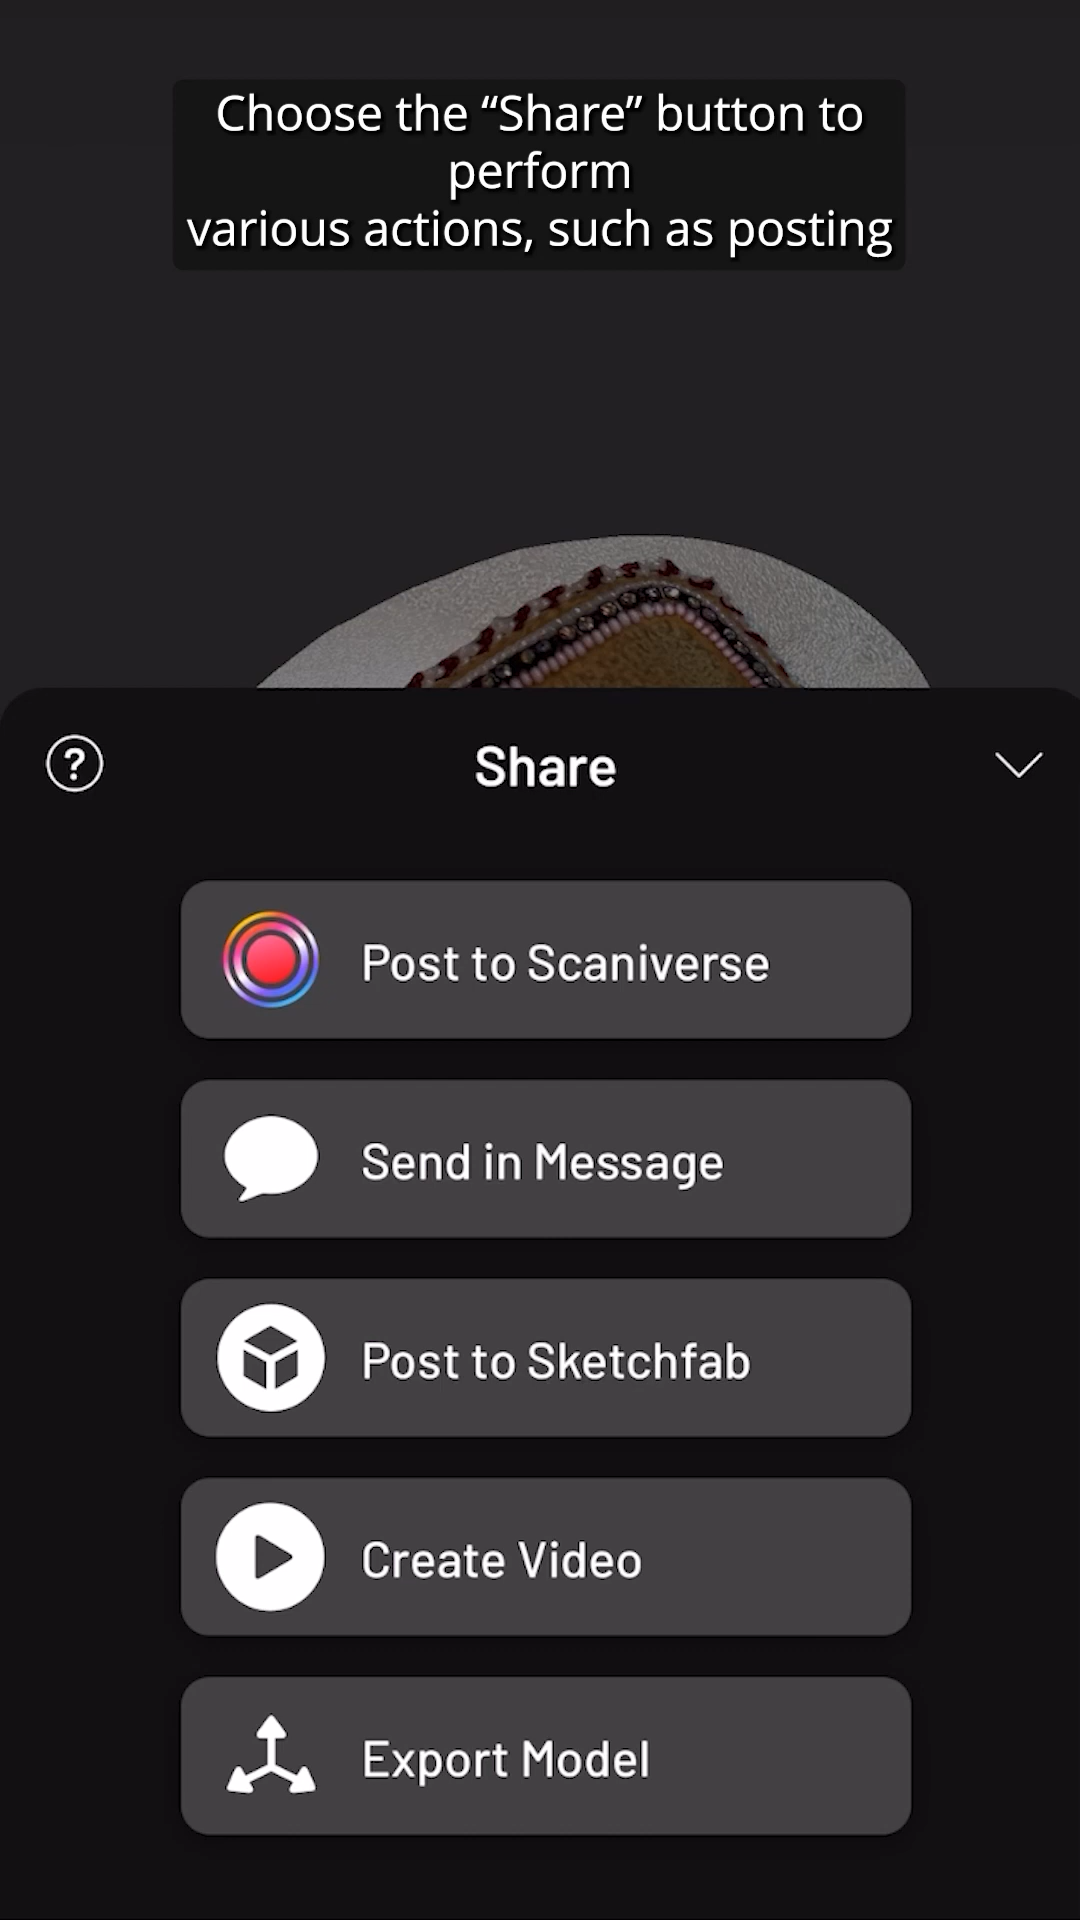 Choose the “Share” button to
perform
various actions, such as posting
?
Share
Post to Scaniverse
Send in Message
Post to Sketchfab
Create Video
Export Model